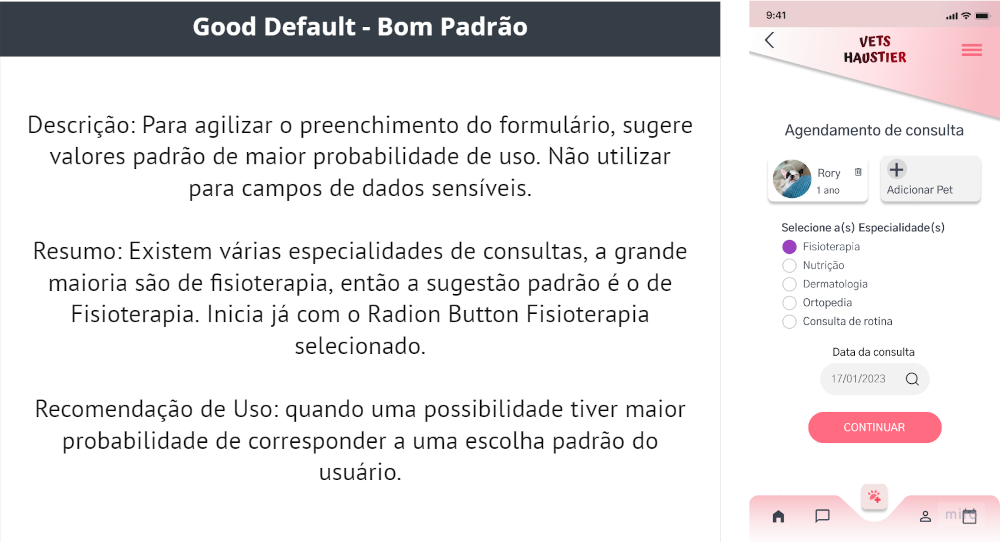 Good Default - Bom Padrão
Descrição: Para agilizar o preenchimento do formulário, sugere
valores padrão de maior probabilidade de uso. Não utilizar
para campos de dados sensíveis.
Resumo: Existem várias especialidades de consultas, a grande
maioria são de fisioterapia, então a sugestão padrão é o de
Fisioterapia. Inicia já com o Radion Button Fisioterapia
selecionado.
Recomendação de Uso: quando uma possibilidade tiver maior
probabilidade de corresponder a uma escolha padrão do
usuário.
9:41
VETS
HAUSTIER
Agendamento de consulta
Rory
1 ano
Adicionar Pet
Selecione a(s) Especialidade(s)
Fisioterapia
Nutrição
Dermatologia
Ortopedia
Consulta de rotina
Data da consulta
17/01/2023
CONTINUAR
miro